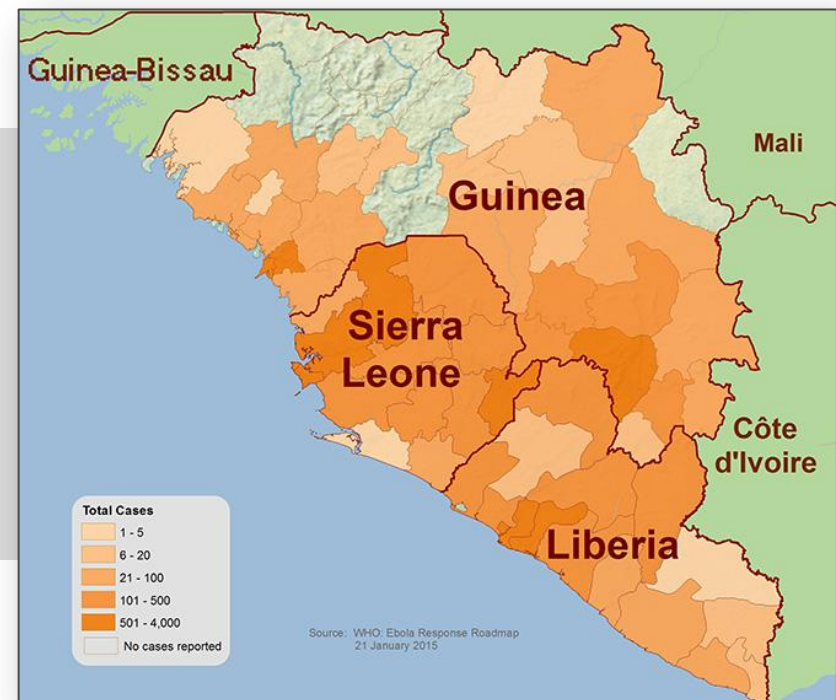 Guinea-Bissau
Mali
Guinea
Sierra
Leone
Côte
d'Ivoire
Liberia
Total Cases
1 - 5
6 - 20
21 - 100
101 - 500
501 - 4,000
No cases reported
Source: WHO: Ebola Response Roadmap
21 January 2015